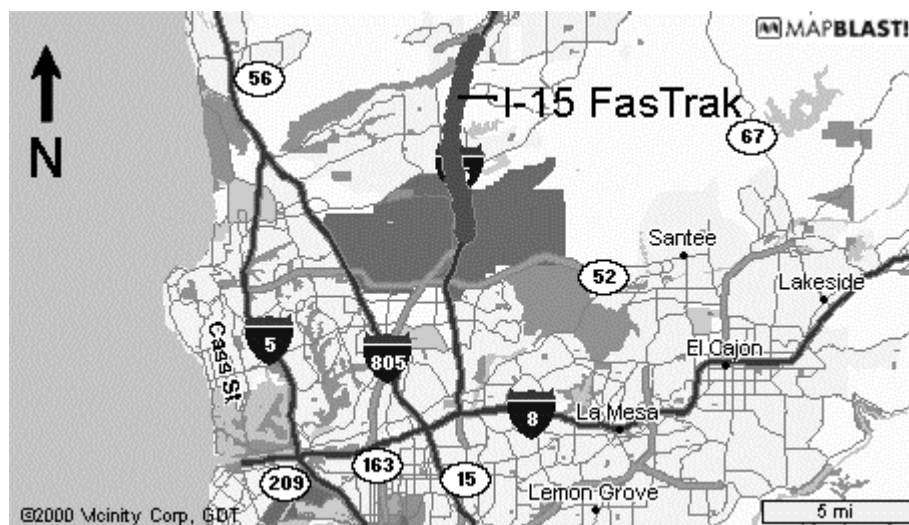 MAPBLAST!
56
I-15 FasTrak
67
N
Santee
52
Lakeside
Cass St
5
805
El Cajon
8
La Mesa
163
209
15
Lemon Grove
©2000 Vicinity Corp, GDT
5 mi